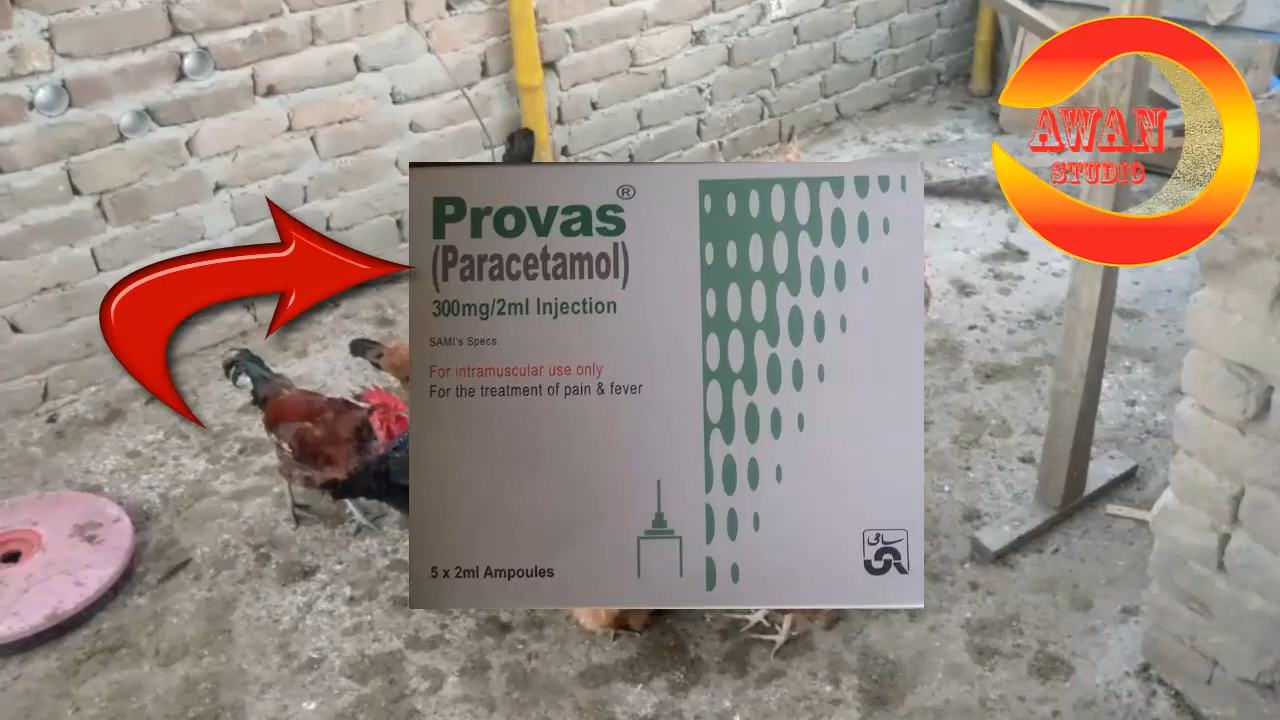 Provas®
(Paracetamol)
300mg/2ml Injection
SAMI's Specs.
For intramuscular use only
For the treatment of pain & fever
5 x 2ml Ampoules
سامی
AWAN
STUDIO